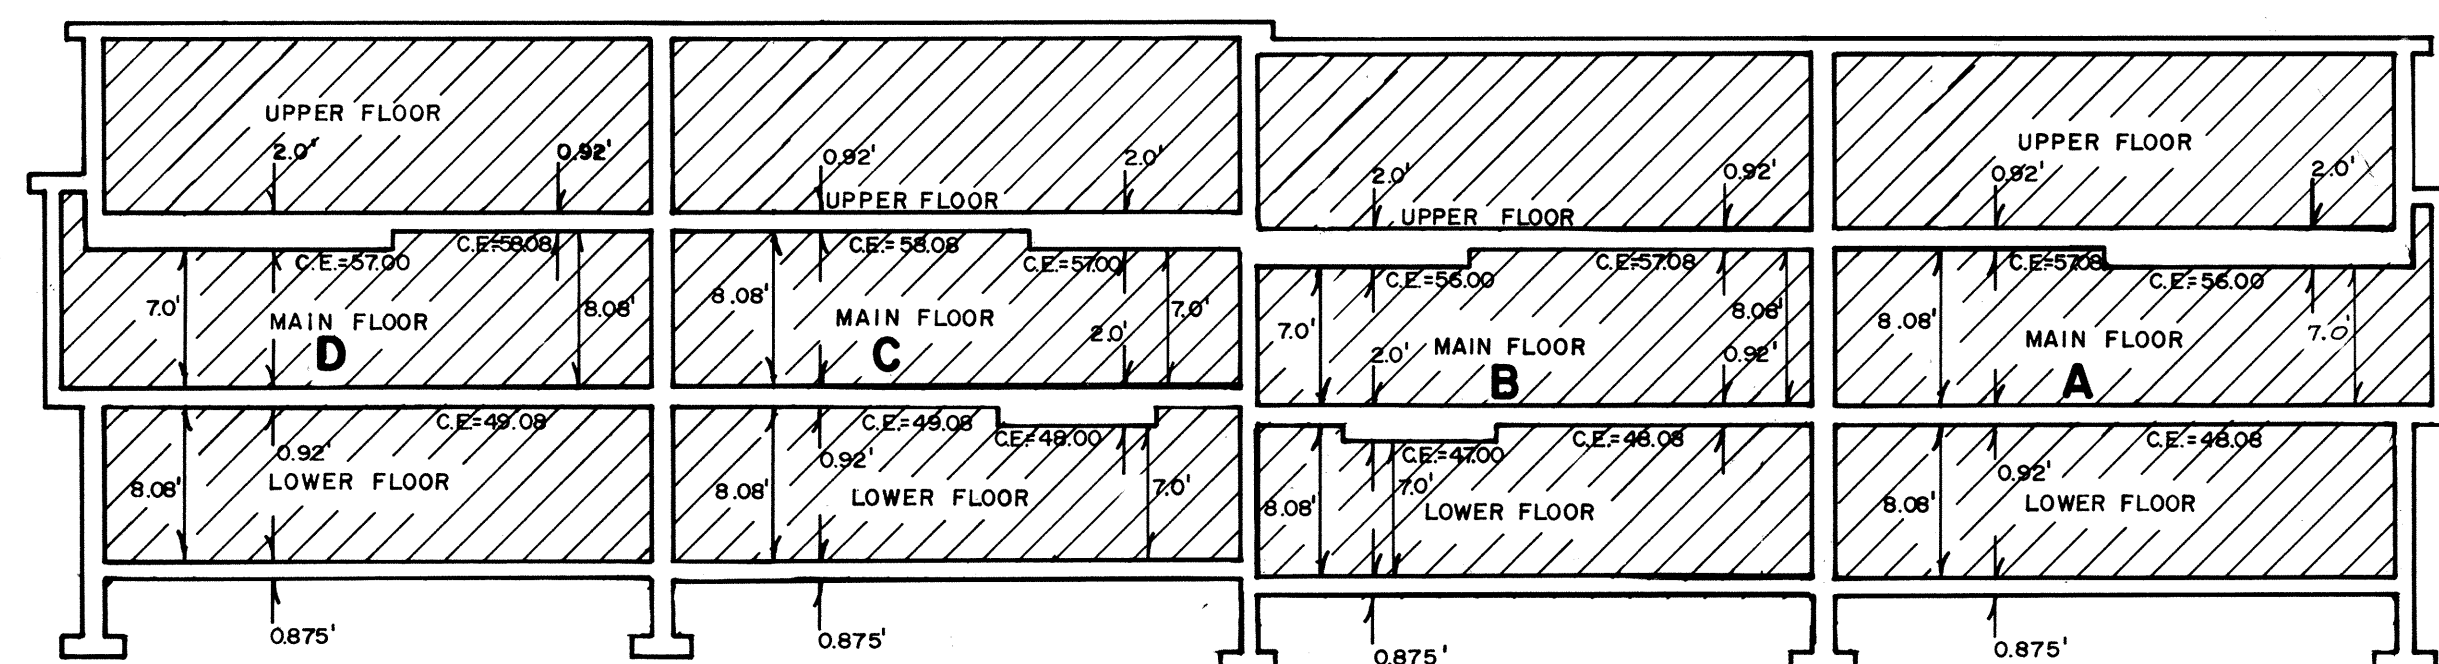 UPPER FLOOR
2.0'
0.92'
C.E.=58.08
C.E.=57.00
7.0'
8.08'
MAIN FLOOR
D
C.E.=49.08
0.92'
8.08'
LOWER FLOOR
0.875'
0.92'
2.0'
UPPER FLOOR
C.E.=58.08
C.E.=57.00
8.08'
7.0'
MAIN FLOOR
2.0'
C
C.E.=49.08
C.E.=48.00
0.92'
8.08'
7.0'
LOWER FLOOR
0.875'
2.0'
0.92'
UPPER FLOOR
C.E.=57.08
C.E.=56.00
7.0'
8.08'
MAIN FLOOR
2.0'
0.92'
B
C.E.=48.08
C.E.=47.00
7.0'
8.08'
LOWER FLOOR
0.875'
UPPER FLOOR
0.92'
2.0'
C.E.=57.08
C.E.=56.00
8.08'
7.0'
MAIN FLOOR
A
C.E.=48.08
0.92'
8.08'
LOWER FLOOR
0.875'